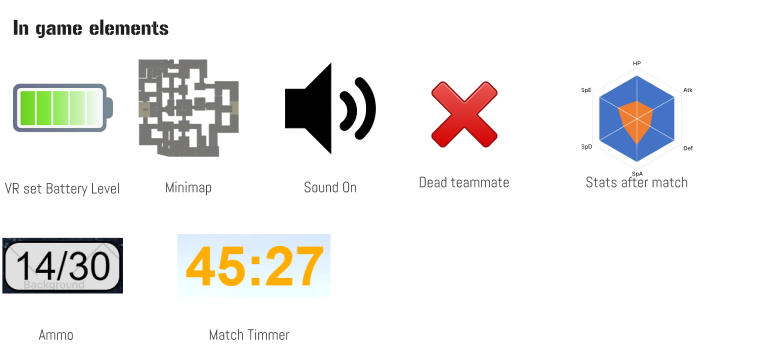 In game elements
HP
SpE
Atk
SpD
Def
SpA
VR set Battery Level
Minimap
Sound On
Dead teammate
Stats after match
14/30
Background
45:27
Ammo
Match Timmer